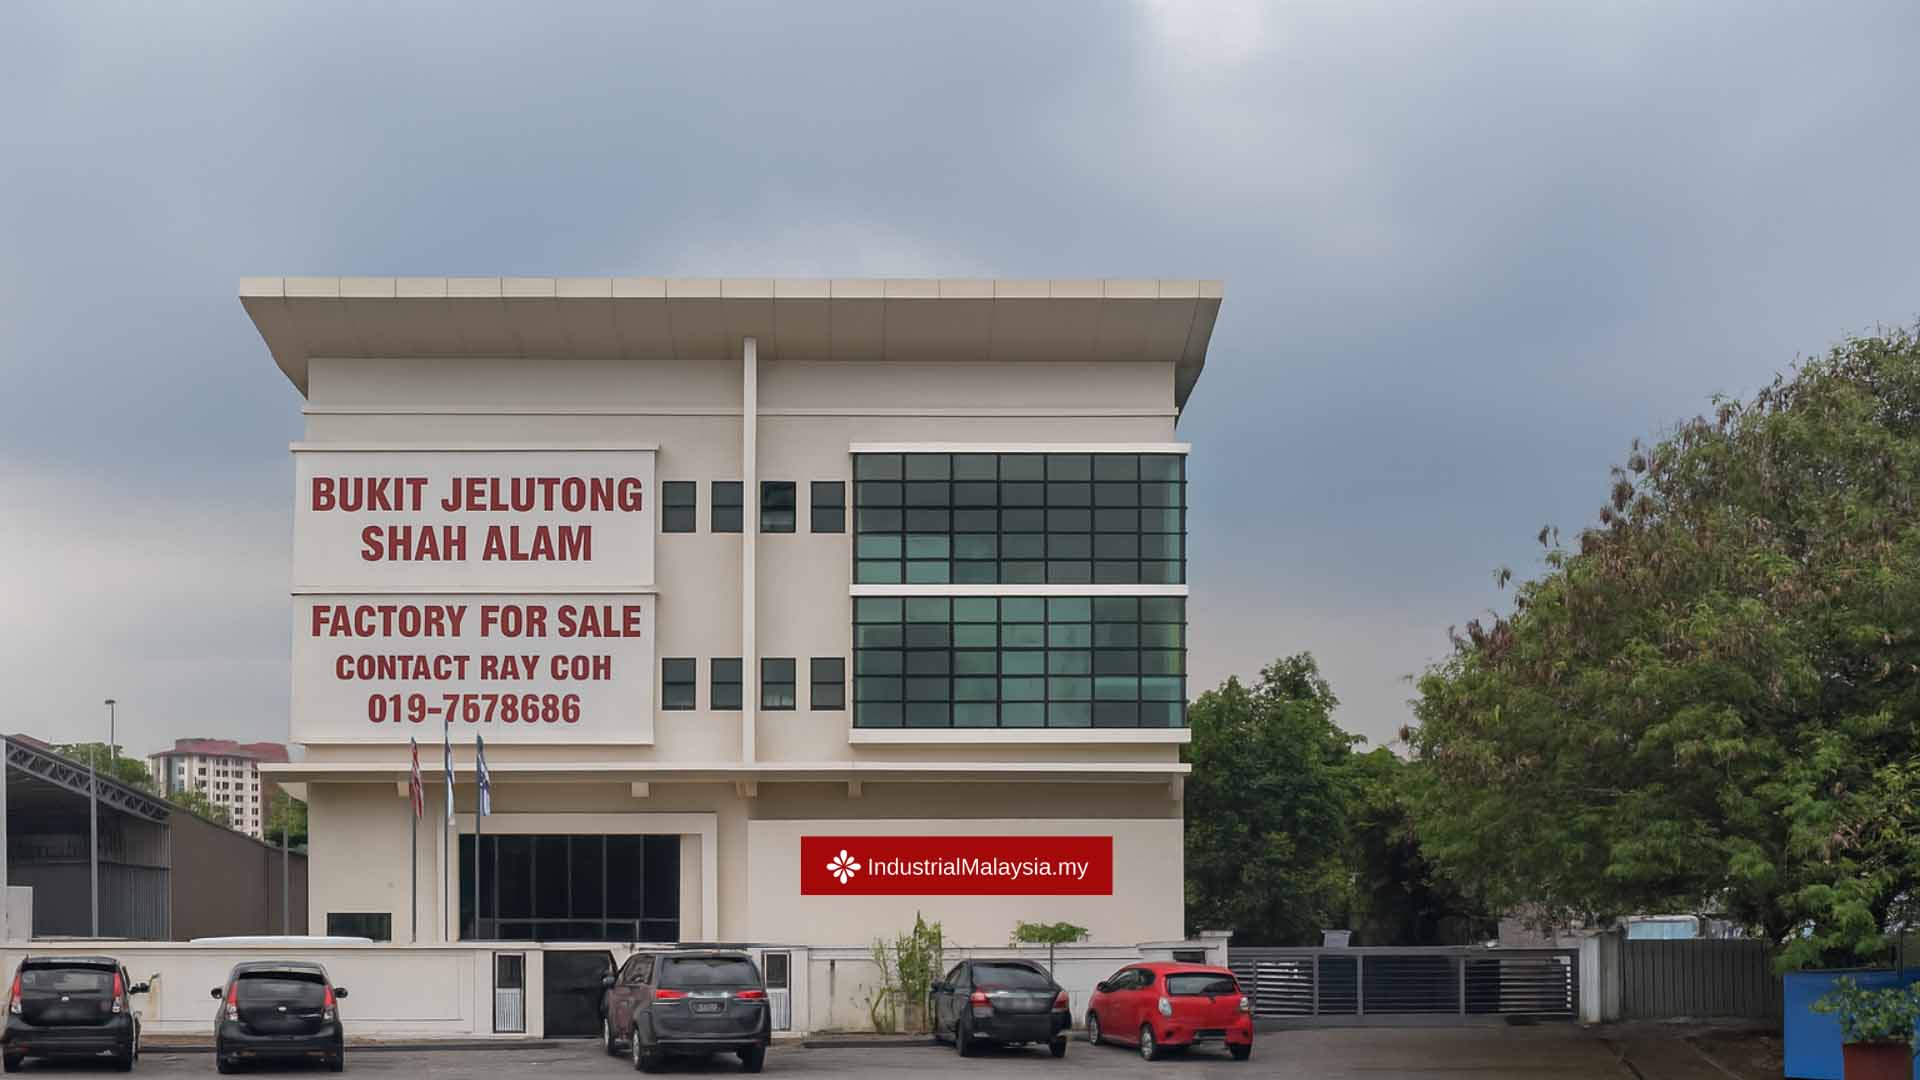 BUKIT JELUTONG
SHAH ALAM
FACTORY FOR SALE
CONTACT RAY COH
019-7578686
IndustrialMalaysia.my